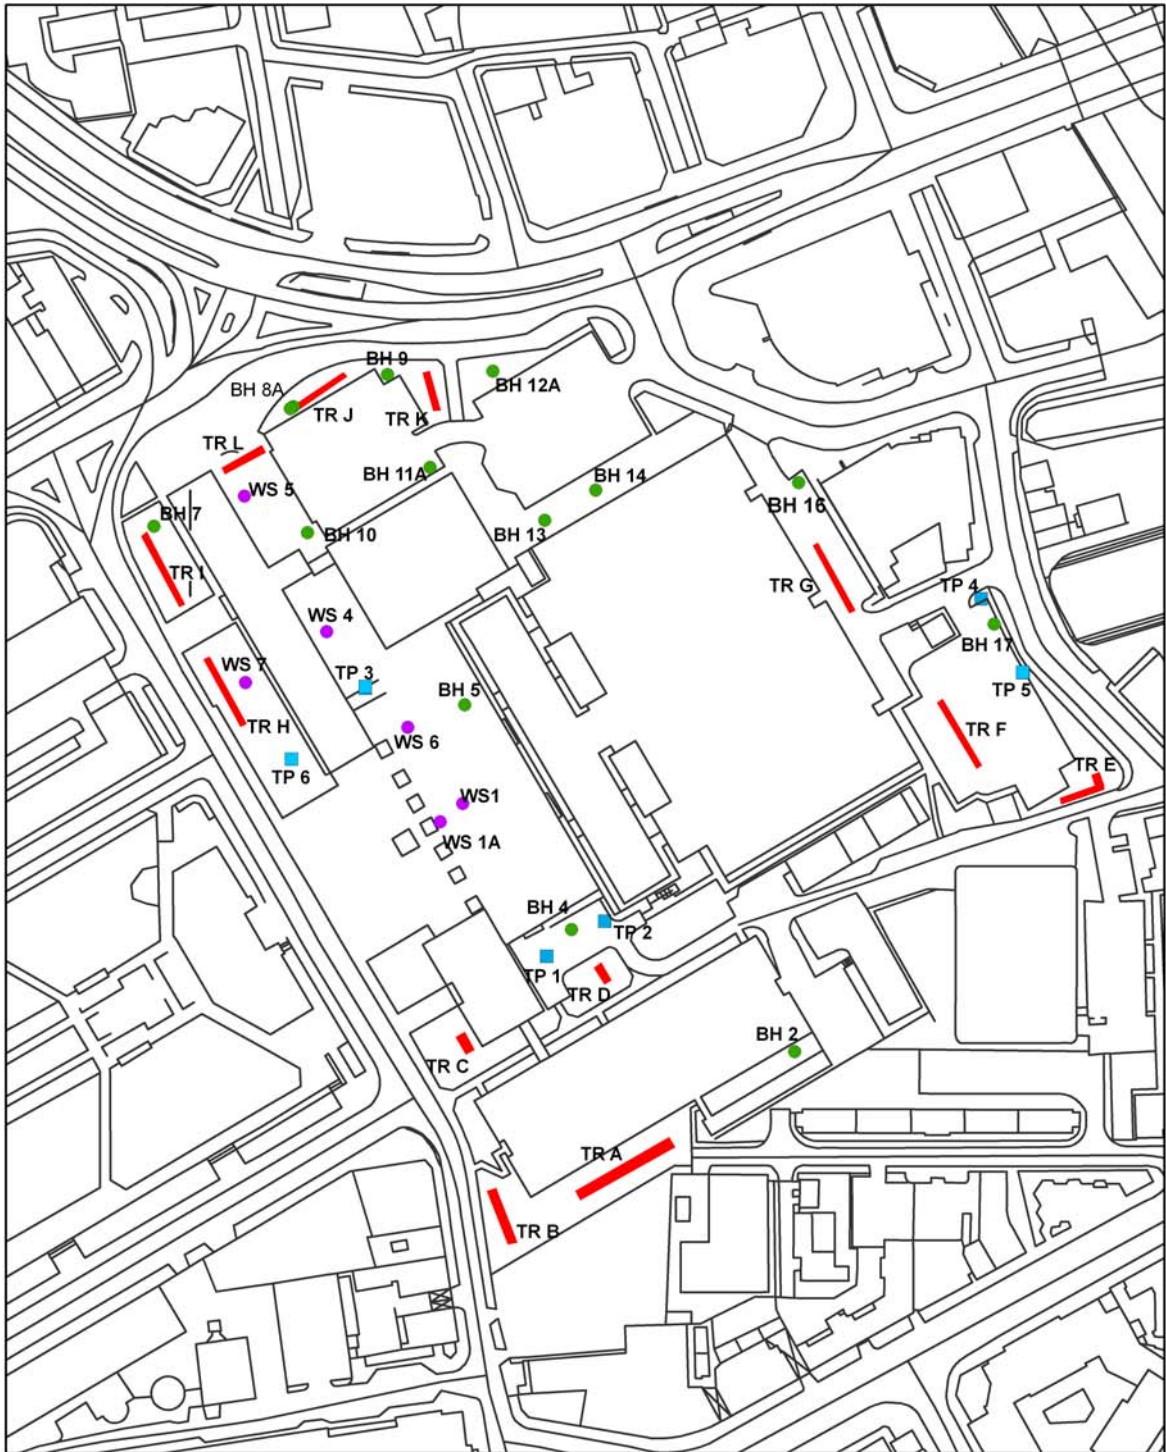 BH 9
BH 8A
BH 12A
TR J
TR K
TR L
BH 11A
BH 14
WS 5
BH 16
BH 7
BH 10
BH 13
TR I
TR G
TP 4
WS 4
BH 17
WS 7
TP 3
BH 5
TP 5
TR H
WS 6
TR F
TP 6
TR E
WS1
WS 1A
BH 4
TP 2
TP 1
TR D
BH 2
TR C
TR A
TR B